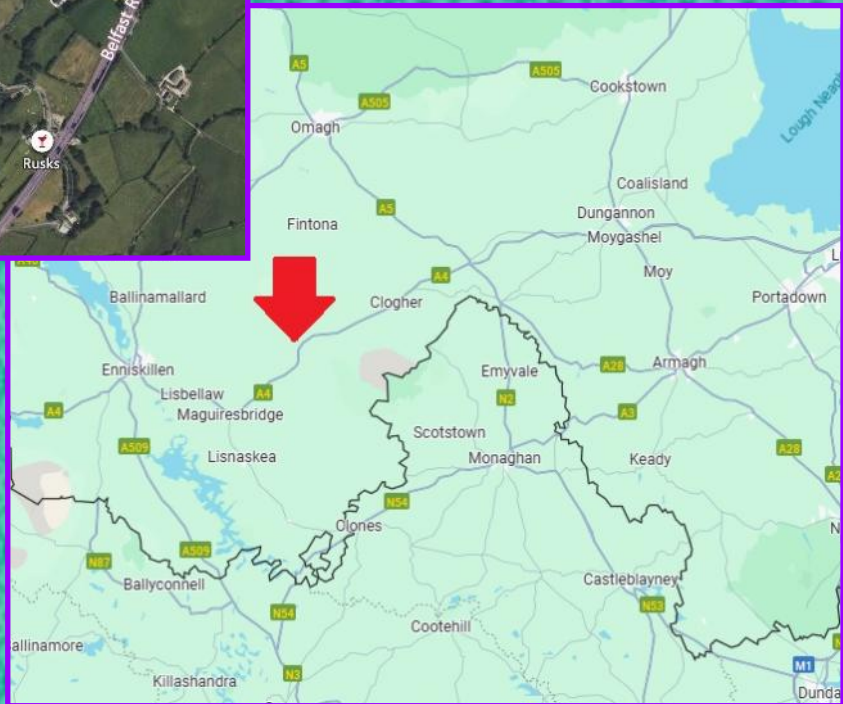 Belfast R
Rusks
A5
A505
A505
Cookstown
Lough Neag
Omagh
Coalisland
A5
Dungannon
Fintona
Moygashel
A4
Moy
Ballinamallard
Clogher
Portadown
Enniskillen
Emyvale
A28
Armagh
Lisbellaw
A4
N2
A4
Maguiresbridge
A3
A509
Scotstown
A28
Lisnaskea
Monaghan
Keady
N54
Clones
A509
N87
Ballyconnell
Castleblayney
N54
N53
Cootehill
allinamore
M1
Killashandra
N3
Dunda